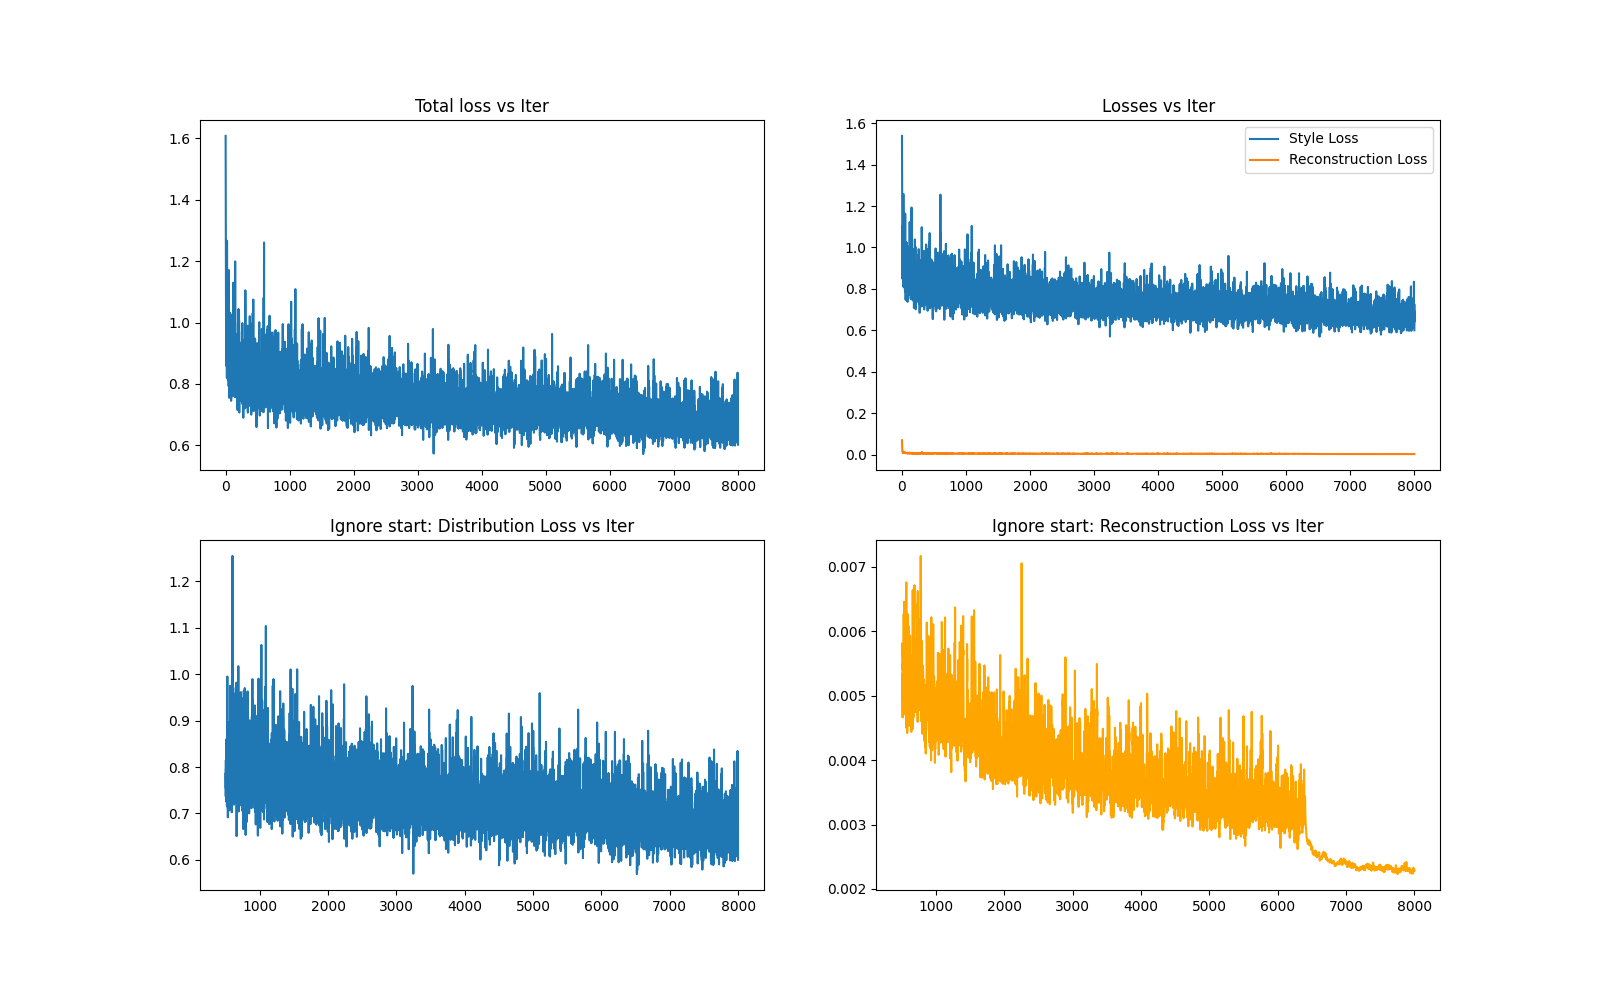 Total loss vs Iter
1.6
1.4
1.2
1.0
0.8
0.6
0 1000 2000 3000 4000 5000 6000 7000 8000
Losses vs Iter
Style Loss
Reconstruction Loss
1.6
1.4
1.2
1.0
0.8
0.6
0.4
0.2
0.0
0 1000 2000 3000 4000 5000 6000 7000 8000
Ignore start: Distribution Loss vs Iter
1.2
1.1
1.0
0.9
0.8
0.7
0.6
1000 2000 3000 4000 5000 6000 7000 8000
Ignore start: Reconstruction Loss vs Iter
0.007
0.006
0.005
0.004
0.003
0.002
1000 2000 3000 4000 5000 6000 7000 8000